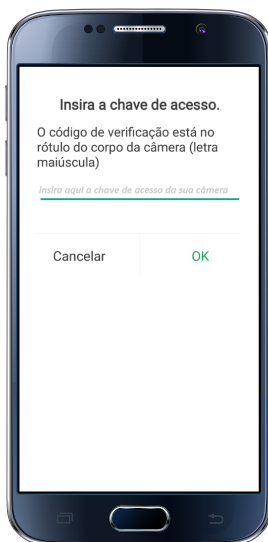 Insira a chave de acesso.
O código de verificação está no
rótulo do corpo da câmera (letra
maiúscula)
insira aqui a chave de acesso da sua câmera
Cancelar OK